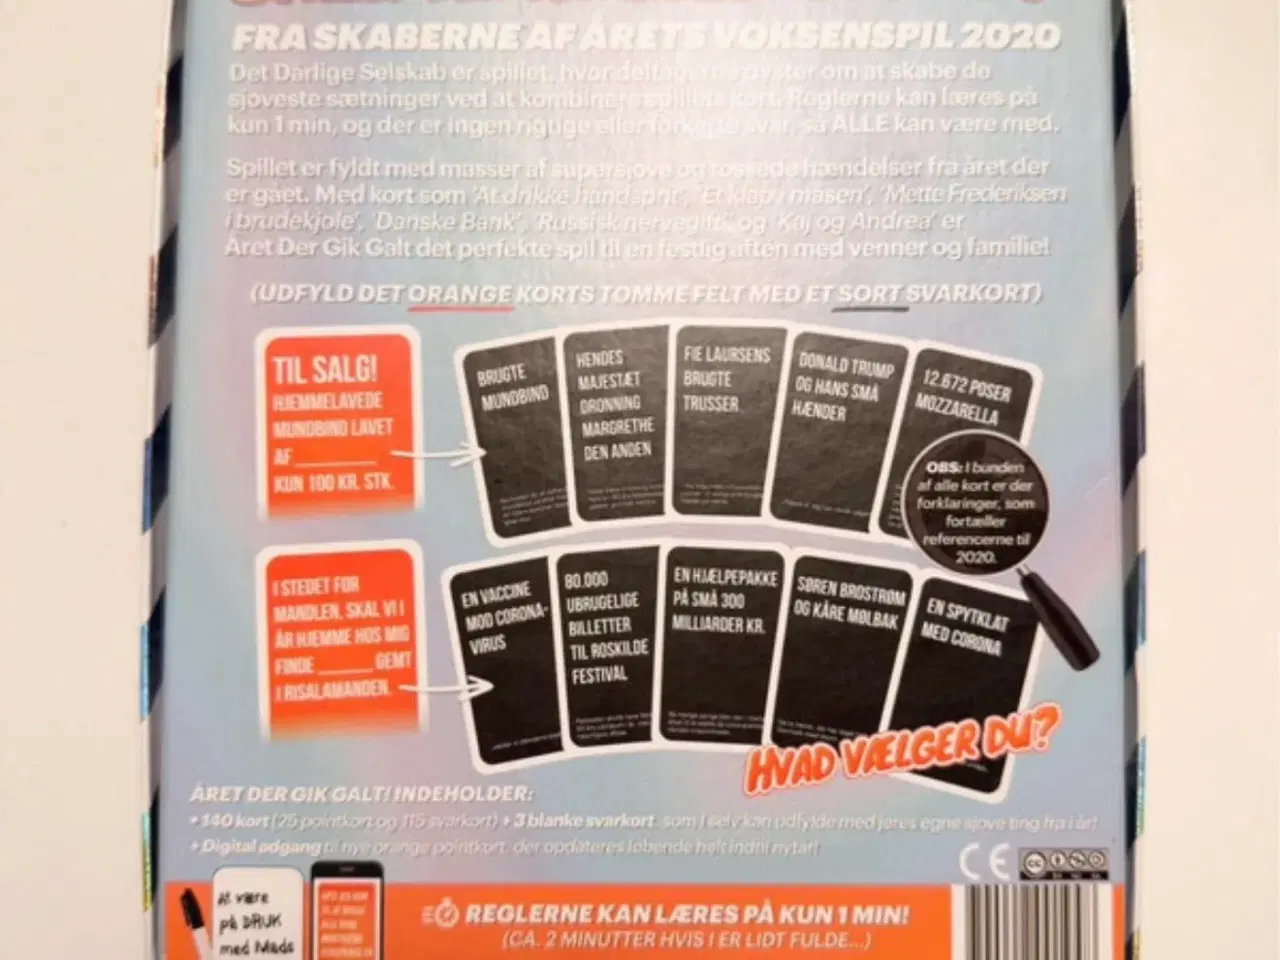 FRA SKABERNE AF ÅRETS VOKSENSPIL 2020
Det Dårlige Selskab er spillet, hvor deltagerne dyster om at skabe de
sjoveste sætninger ved at kombinere spillets kort. Reglerne kan læres på
kun 1 min, og der er ingen rigtige eller forkerte svar, så ALLE kan være med.
Spillet er fyldt med masser af supersjove og tossede hændelser fra året der
er gået. Med kort som 'At drikke håndsprit', 'Et klap i måsen', 'Mette Frederiksen
i brudekjole', 'Danske Bank', 'Russisk nervegift' og 'Kaj og Andrea' er
Året Der Gik Galt det perfekte spil til en festlig aften med venner og familie!
(UDFYLD DET ORANGE KORTS TOMME FELT MED ET SORT SVARKORT)
TIL SALG!
HJEMMELAVEDE
MUNDBIND LAVET
AF ________
KUN 100 KR. STK.
BRUGTE
MUNDBIND
HENDES
MAJESTÆT
DRONNING
MARGRETHE
DEN ANDEN
FIE LAURSENS
BRUGTE
TRUSSER
DONALD TRUMP
OG HANS SMÅ
HÆNDER
12.672 POSER
MOZZARELLA
OBS: I bunden
af alle kort er der
forklaringer, som
fortæller
referencerne til
2020.
I STEDET FOR
MANDLEN, SKAL VI I
ÅR HJEMME HOS MIG
FINDE ______ GEMT
I RISALAMANDEN.
EN VACCINE
MOD CORONA-
VIRUS
80.000
UBRUGELIGE
BILLETTER
TIL ROSKILDE
FESTIVAL
EN HJÆLPEPAKKE
PÅ SMÅ 300
MILLIARDER KR.
SØREN BROSTRØM
OG KÅRE MØLBAK
EN SPYTKLAT
MED CORONA
HVAD VÆLGER DU?
ÅRET DER GIK GALT! INDEHOLDER:
• 140 kort (25 pointkort og 115 svarkort) + 3 blanke svarkort som I selv kan udfylde med jeres egne sjove ting fra i år!
+ Digital adgang til nye orange pointkort, der opdateres løbende helt indtil nytår!
CE
At være
på DRUK
med Mads
REGLERNE KAN LÆRES PÅ KUN 1 MIN!
(CA. 2 MINUTTER HVIS I ER LIDT FULDE...)